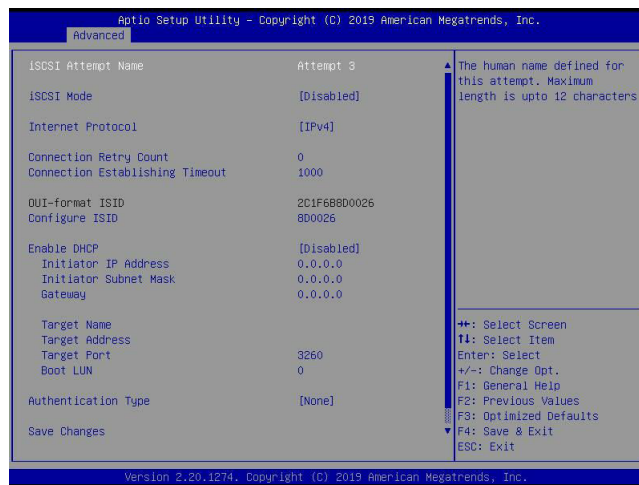 Aptio Setup Utility – Copyright (C) 2019 American Megatrends, Inc.
Advanced
iSCSI Attempt Name Attempt 3
iSCSI Mode [Disabled]
Internet Protocol [IPv4]
Connection Retry Count 0
Connection Establishing Timeout 1000
OUI-format ISID 2C1F6B8D0026
Configure ISID 8D0026
Enable DHCP [Disabled]
Initiator IP Address 0.0.0.0
Initiator Subnet Mask 0.0.0.0
Gateway 0.0.0.0
Target Name
Target Address
Target Port 3260
Boot LUN 0
Authentication Type [None]
Save Changes
The human name defined for
this attempt. Maximum
length is upto 12 characters
→←: Select Screen
↑↓: Select Item
Enter: Select
+/-: Change Opt.
F1: General Help
F2: Previous Values
F3: Optimized Defaults
F4: Save & Exit
ESC: Exit
Version 2.20.1274. Copyright (C) 2019 American Megatrends, Inc.